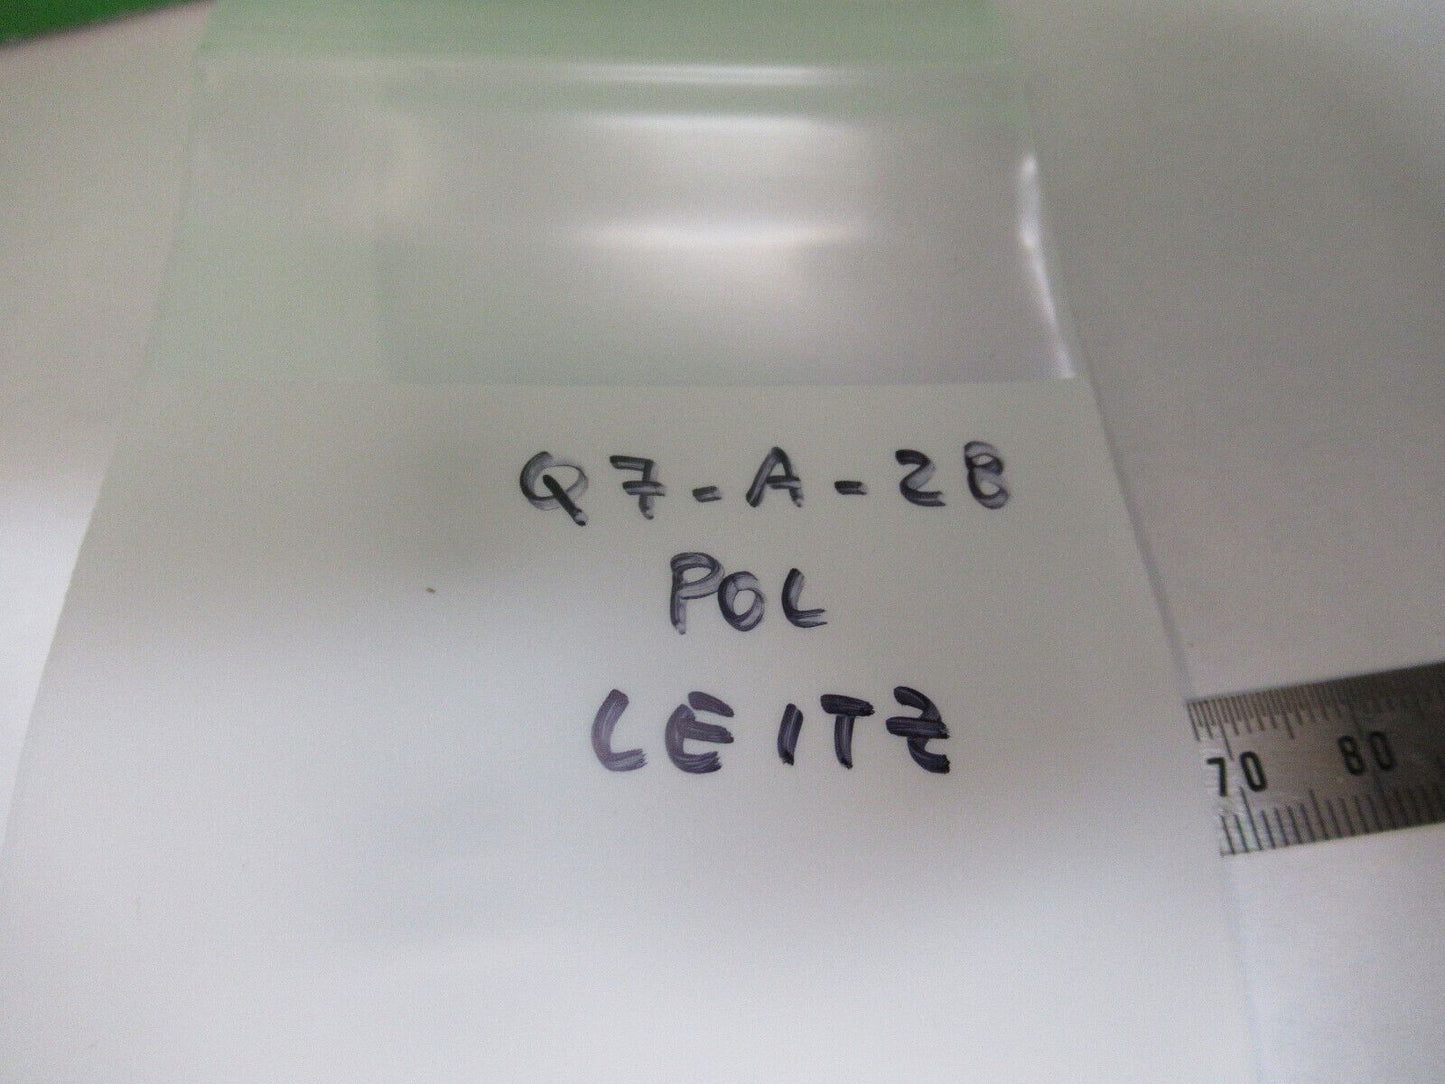 Q7-A-28
POL
LEITZ
70 80